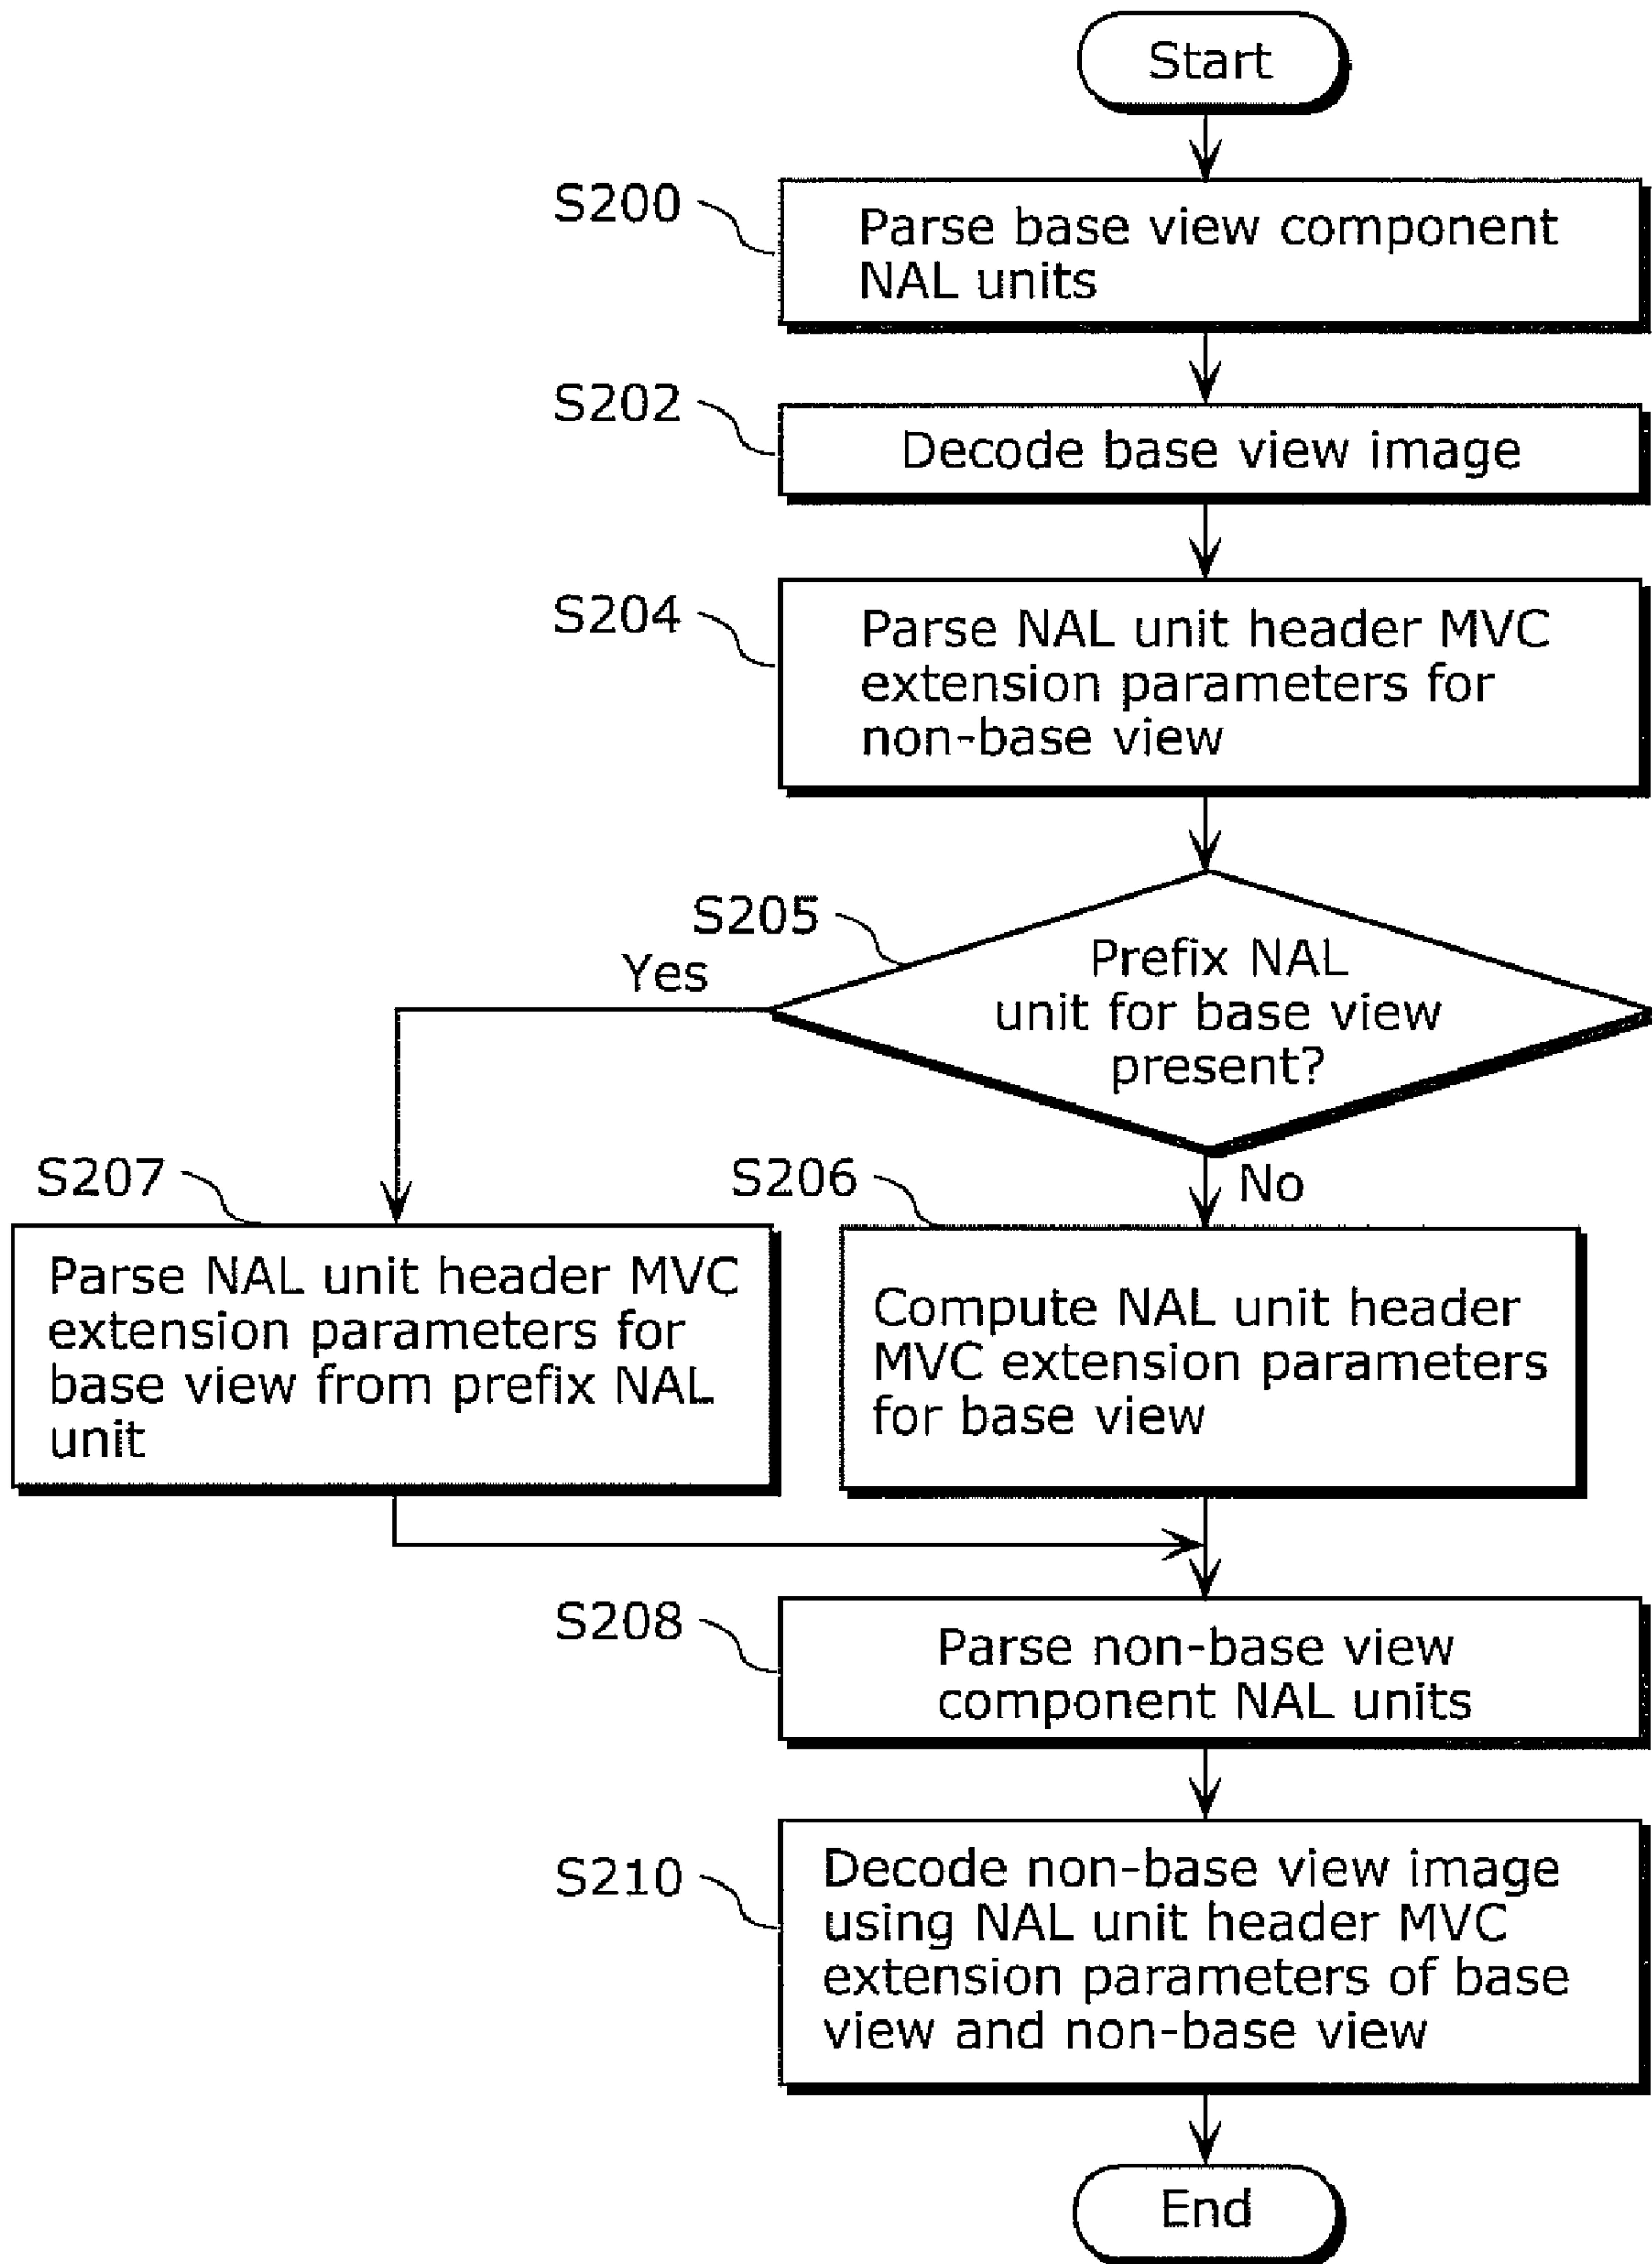 Start
S200
Parse base view component
NAL units
S202
Decode base view image
S204
Parse NAL unit header MVC
extension parameters for
non-base view
S205
Prefix NAL
unit for base view
present?
Yes
No
S207
Parse NAL unit header MVC
extension parameters for
base view from prefix NAL
unit
S206
Compute NAL unit header
MVC extension parameters
for base view
S208
Parse non-base view
component NAL units
S210
Decode non-base view image
using NAL unit header MVC
extension parameters of base
view and non-base view
End